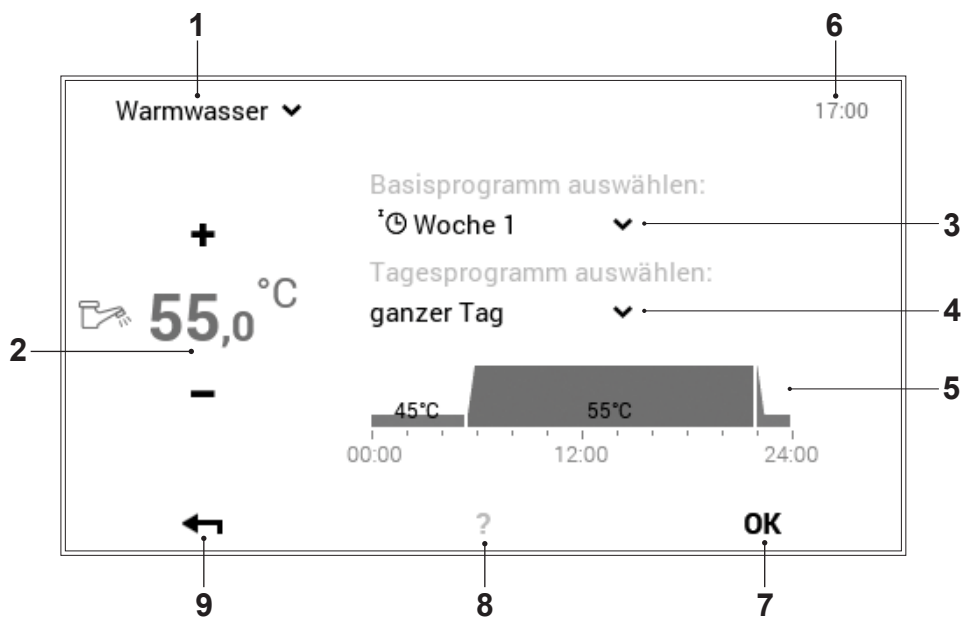 1 6
Warmwasser 17:00
Basisprogramm auswählen:
I Woche 1 3
+
Tagesprogramm auswählen:
55,0 °C
ganzer Tag 4
2
−
45°C 55°C 5
00:00 12:00 24:00
? OK
9 8 7